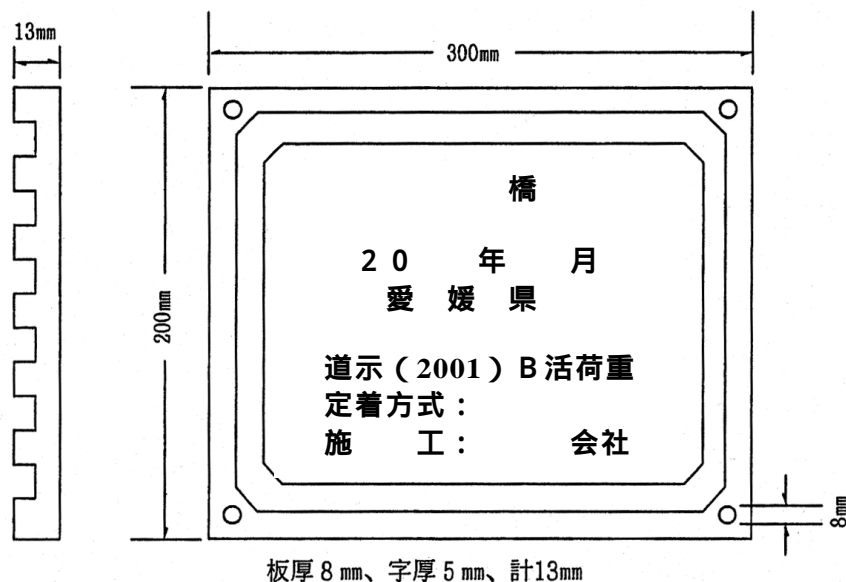 13mm
300mm
200mm
橋
20 年 月
愛 媛 県
道示(2001)B活荷重
定着方式:
施 工: 会社
8mm
板厚8mm、字厚5mm、計13mm